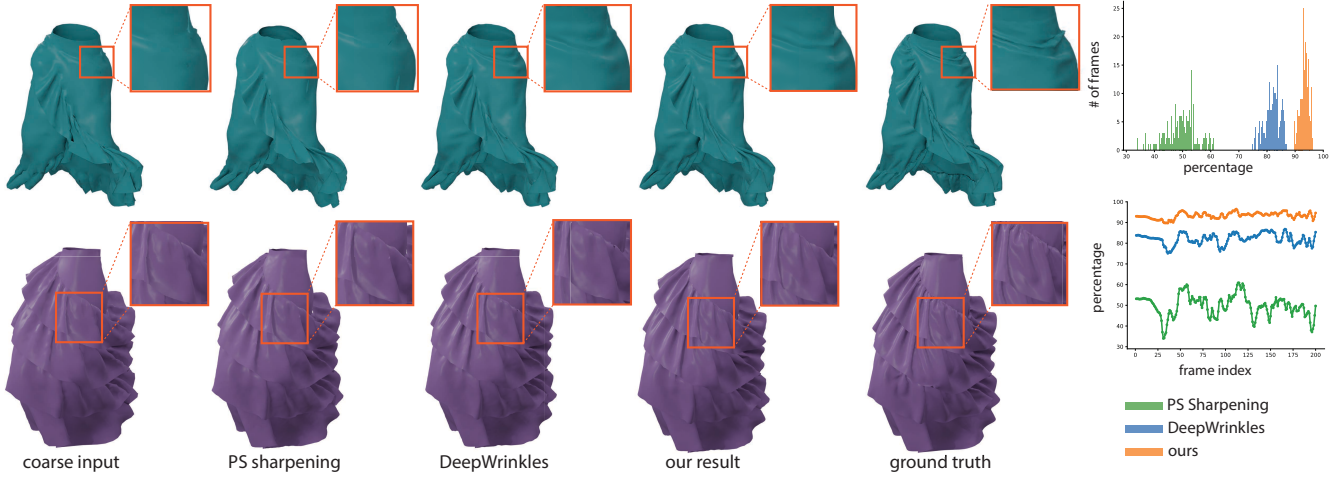 25
20
15
10
5
0
# of frames
30 40 50 60 70 80 90 100
percentage
100
90
80
70
60
50
40
30
percentage
0 25 50 75 100 125 150 175 200
frame index
PS Sharpening
DeepWrinkles
ours
coarse input PS sharpening DeepWrinkles our result ground truth